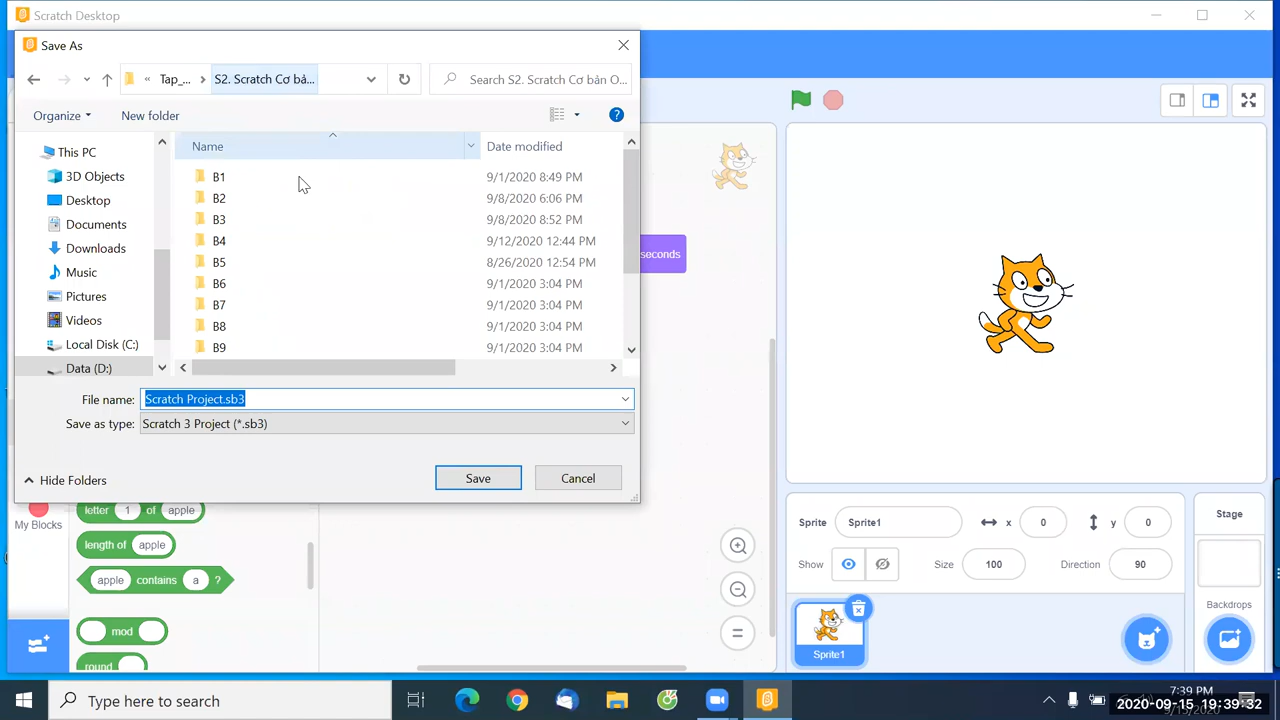 Scratch Desktop
Save As
« Tap_... › S2. Scratch Cơ bả...
Search S2. Scratch Cơ bản O...
Organize
New folder
Name
Date modified
This PC
3D Objects
Desktop
Documents
Downloads
Music
Pictures
Videos
Local Disk (C:)
Data (D:)
B1 9/1/2020 8:49 PM
B2 9/8/2020 6:06 PM
B3 9/8/2020 8:52 PM
B4 9/12/2020 12:44 PM
B5 8/26/2020 12:54 PM
B6 9/1/2020 3:04 PM
B7 9/1/2020 3:04 PM
B8 9/1/2020 3:04 PM
B9 9/1/2020 3:04 PM
File name: Scratch Project.sb3
Save as type: Scratch 3 Project (*.sb3)
Hide Folders
Save
Cancel
seconds
My Blocks
letter 1 of apple
length of apple
apple contains a ?
mod
round
Sprite Sprite1 x 0 y 0
Show Size 100 Direction 90
Sprite1
Stage
Backdrops
Type here to search
7:39 PM
2020-09-15 19:39:32